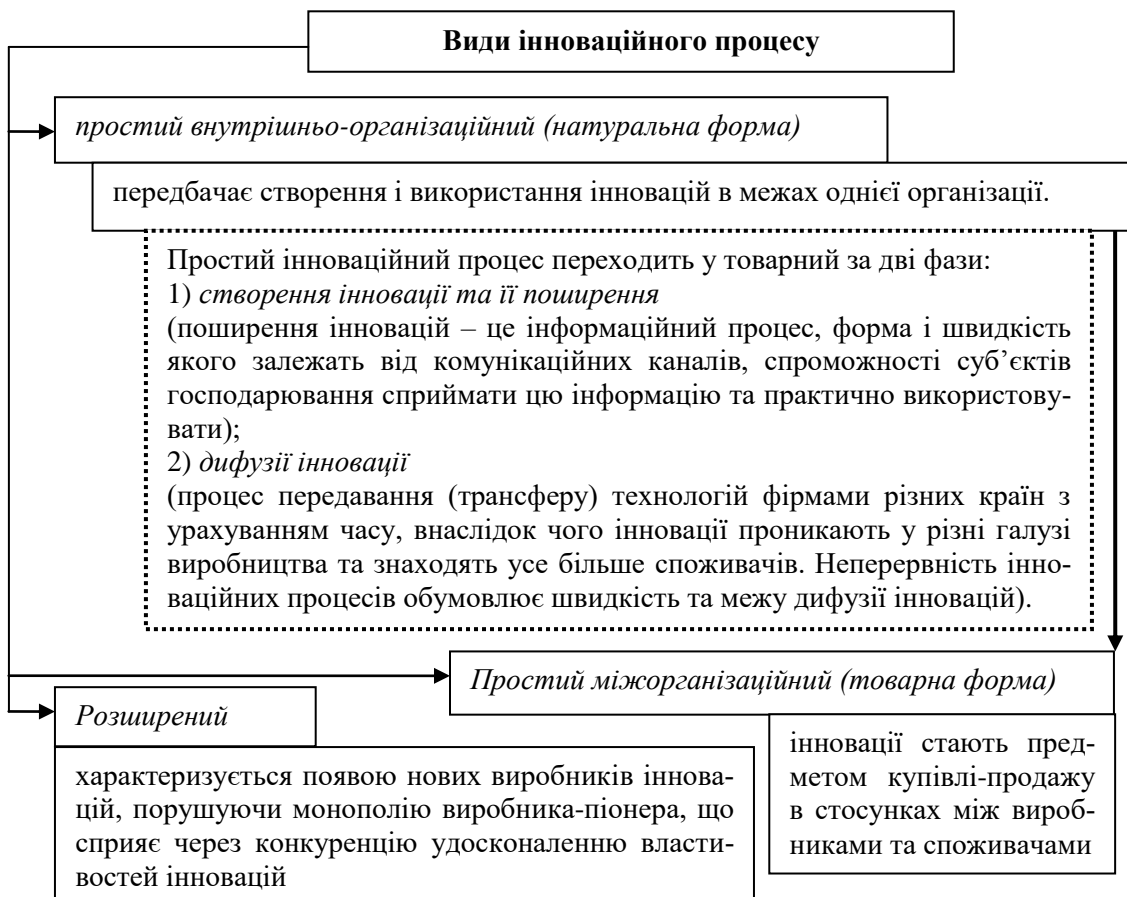 Види інноваційного процесу
простий внутрішньо-організаційний (натуральна форма)
передбачає створення і використання інновацій в межах однієї організації.
Простий інноваційний процес переходить у товарний за дві фази:
1) створення інновації та її поширення
(поширення інновацій – це інформаційний процес, форма і швидкість
якого залежать від комунікаційних каналів, спроможності суб’єктів
господарювання сприймати цю інформацію та практично використову-
вати);
2) дифузії інновації
(процес передавання (трансферу) технологій фірмами різних країн з
урахуванням часу, внаслідок чого інновації проникають у різні галузі
виробництва та знаходять усе більше споживачів. Неперервність інно-
ваційних процесів обумовлює швидкість та межу дифузії інновацій).
Простий міжорганізаційний (товарна форма)
інновації стають пред-
метом купівлі-продажу
в стосунках між вироб-
никами та споживачами
Розширений
характеризується появою нових виробників іннова-
цій, порушуючи монополію виробника-піонера, що
сприяє через конкуренцію удосконаленню власти-
востей інновацій